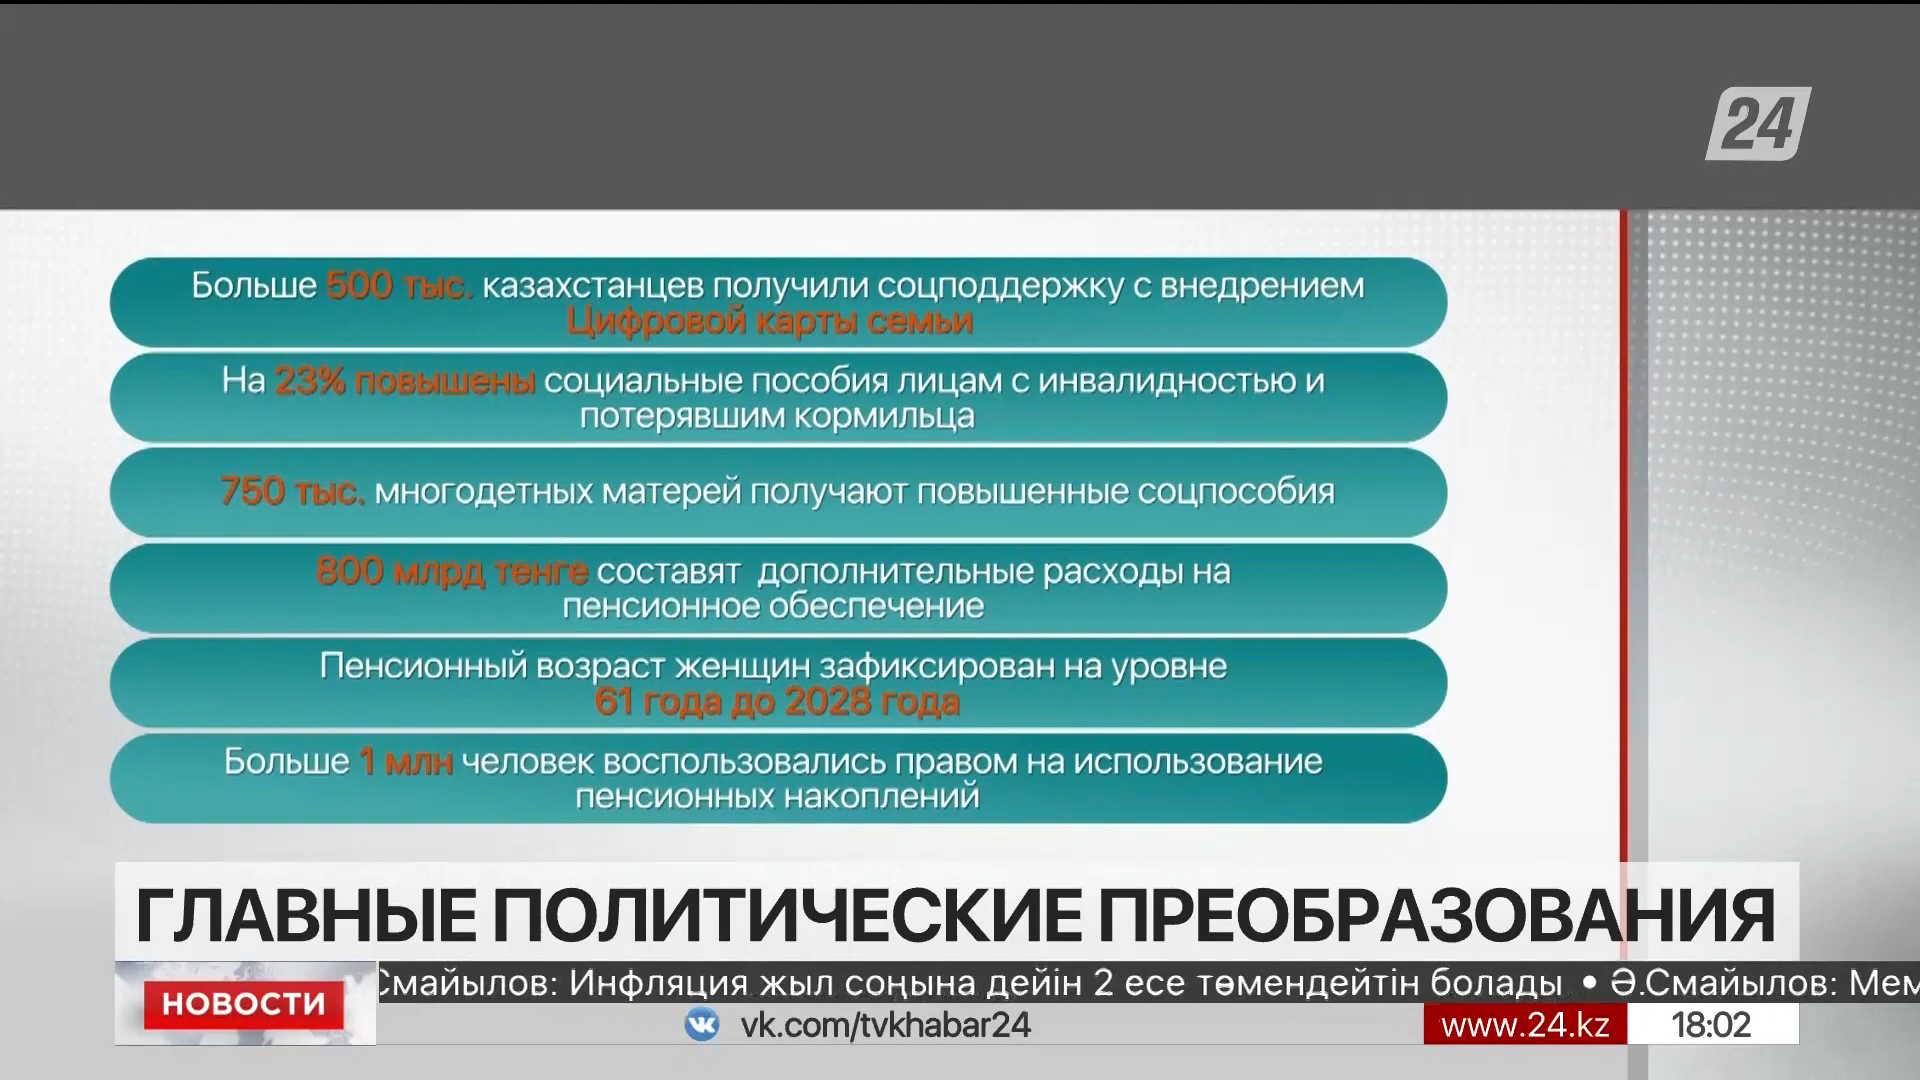 24
Больше 500 тыс. казахстанцев получили соцподдержку с внедрением
Цифровой карты семьи
На 23% повышены социальные пособия лицам с инвалидностью и
потерявшим кормильца
750 тыс. многодетных матерей получают повышенные соцпособия
800 млрд тенге составят дополнительные расходы на
пенсионное обеспечение
Пенсионный возраст женщин зафиксирован на уровне
61 года до 2028 года
Больше 1 млн человек воспользовались правом на использование
пенсионных накоплений
ГЛАВНЫЕ ПОЛИТИЧЕСКИЕ ПРЕОБРАЗОВАНИЯ
НОВОСТИ
Смайылов: Инфляция жыл соңына дейін 2 есе төмендейтін болады • Ә.Смайылов: Мем
vk.com/tvkhabar24
www.24.kz
18:02